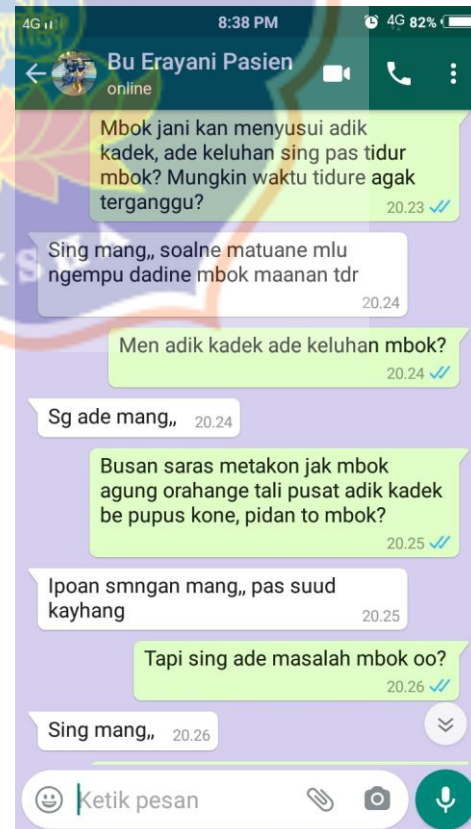 4G
8:38 PM
4G 82%
Bu Erayani Pasien
online
Mbok jani kan menyusui adik
kadek, ade keluhan sing pas tidur
mbok? Mungkin waktu tidure agak
terganggu?
20.23
Sing mang,, soalne matuane mlu
ngempu dadine mbok maanan tdr
20.24
Men adik kadek ade keluhan mbok?
20.24
Sg ade mang,, 20.24
Busan saras metakon jak mbok
agung orahange tali pusat adik kadek
be pupus kone, pidan to mbok?
20.25
Ipoan smngan mang,, pas suud
kayhang
20.25
Tapi sing ade masalah mbok oo?
20.26
Sing mang,, 20.26
Ketik pesan